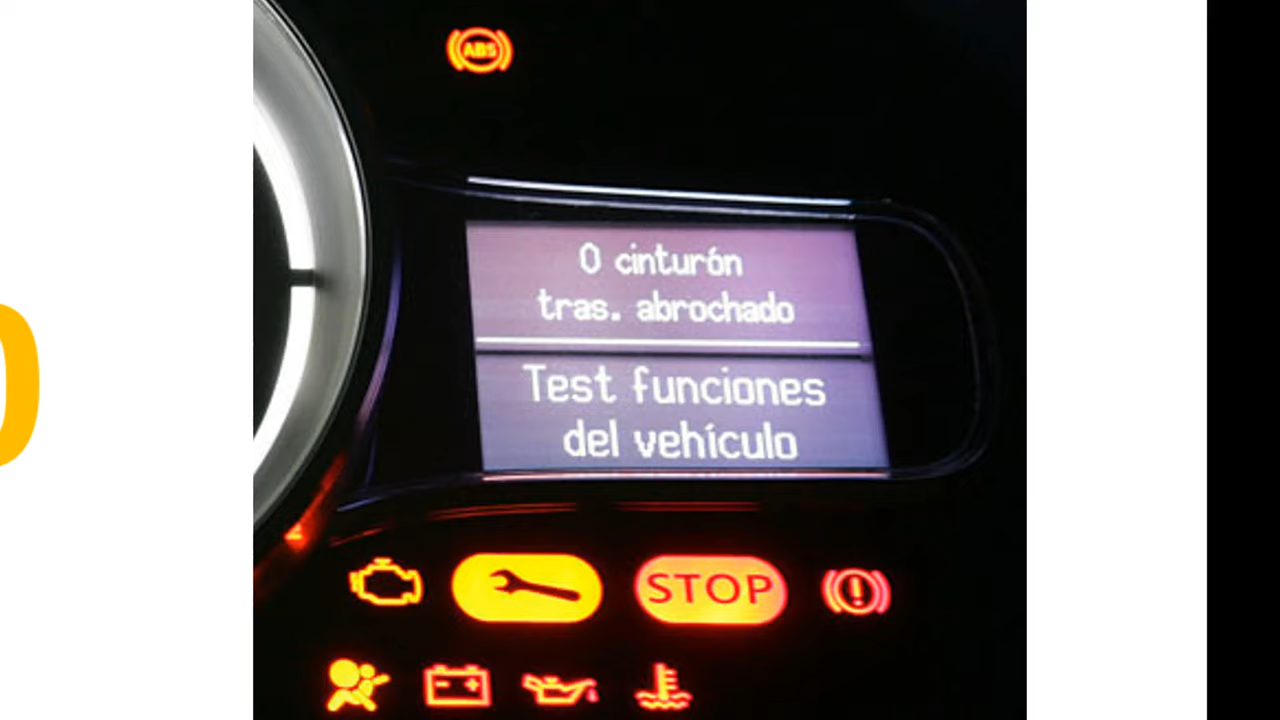 ABS
0 cinturón
tras. abrochado
Test funciones
del vehículo
STOP